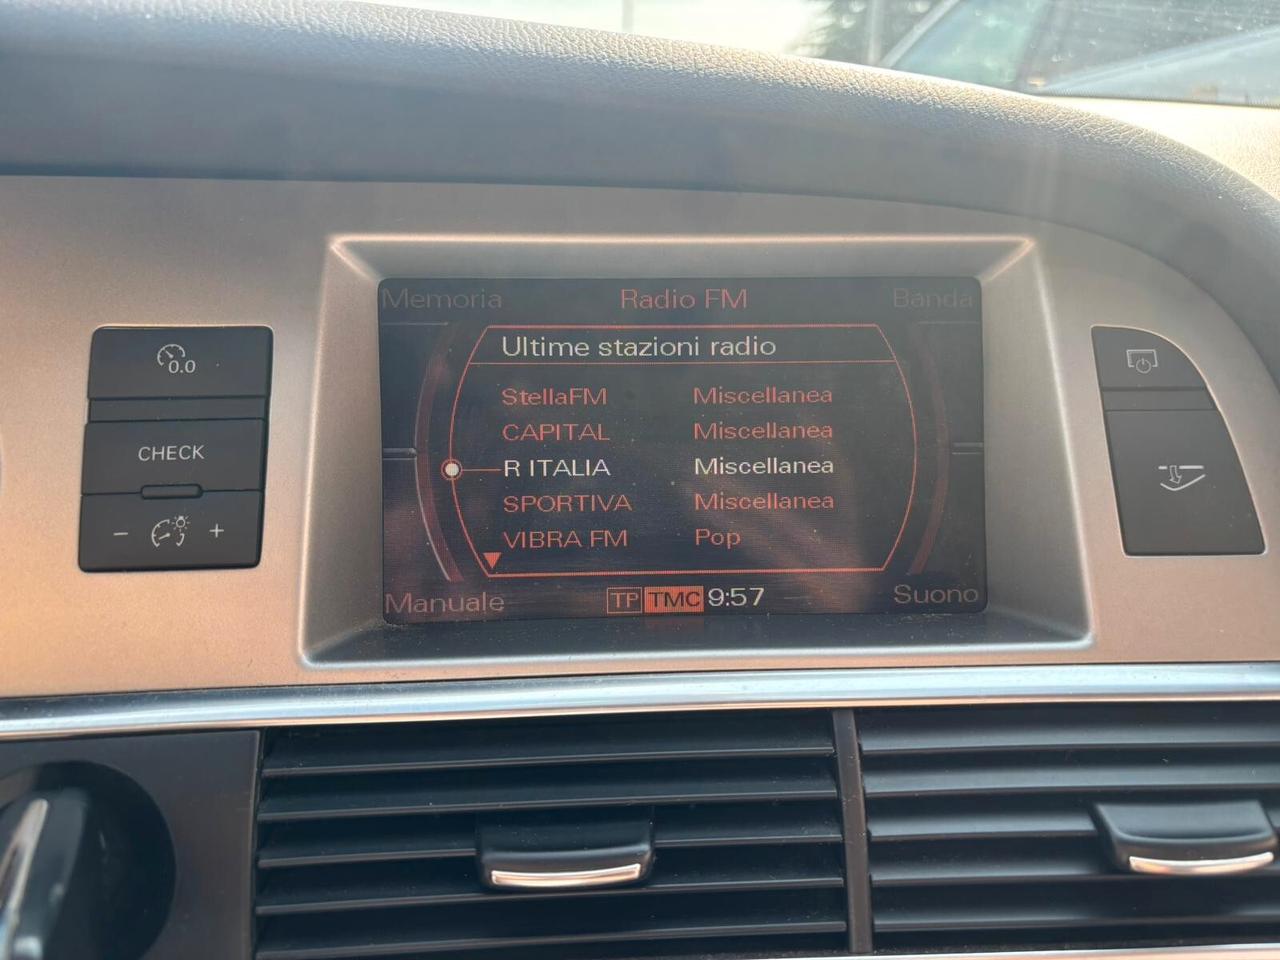 Memoria Radio FM Banda
Ultime stazioni radio
StellaFM Miscellanea
CAPITAL Miscellanea
R ITALIA Miscellanea
SPORTIVA Miscellanea
VIBRA FM Pop
Manuale TP TMC 9:57 Suono
0.0
CHECK
- +